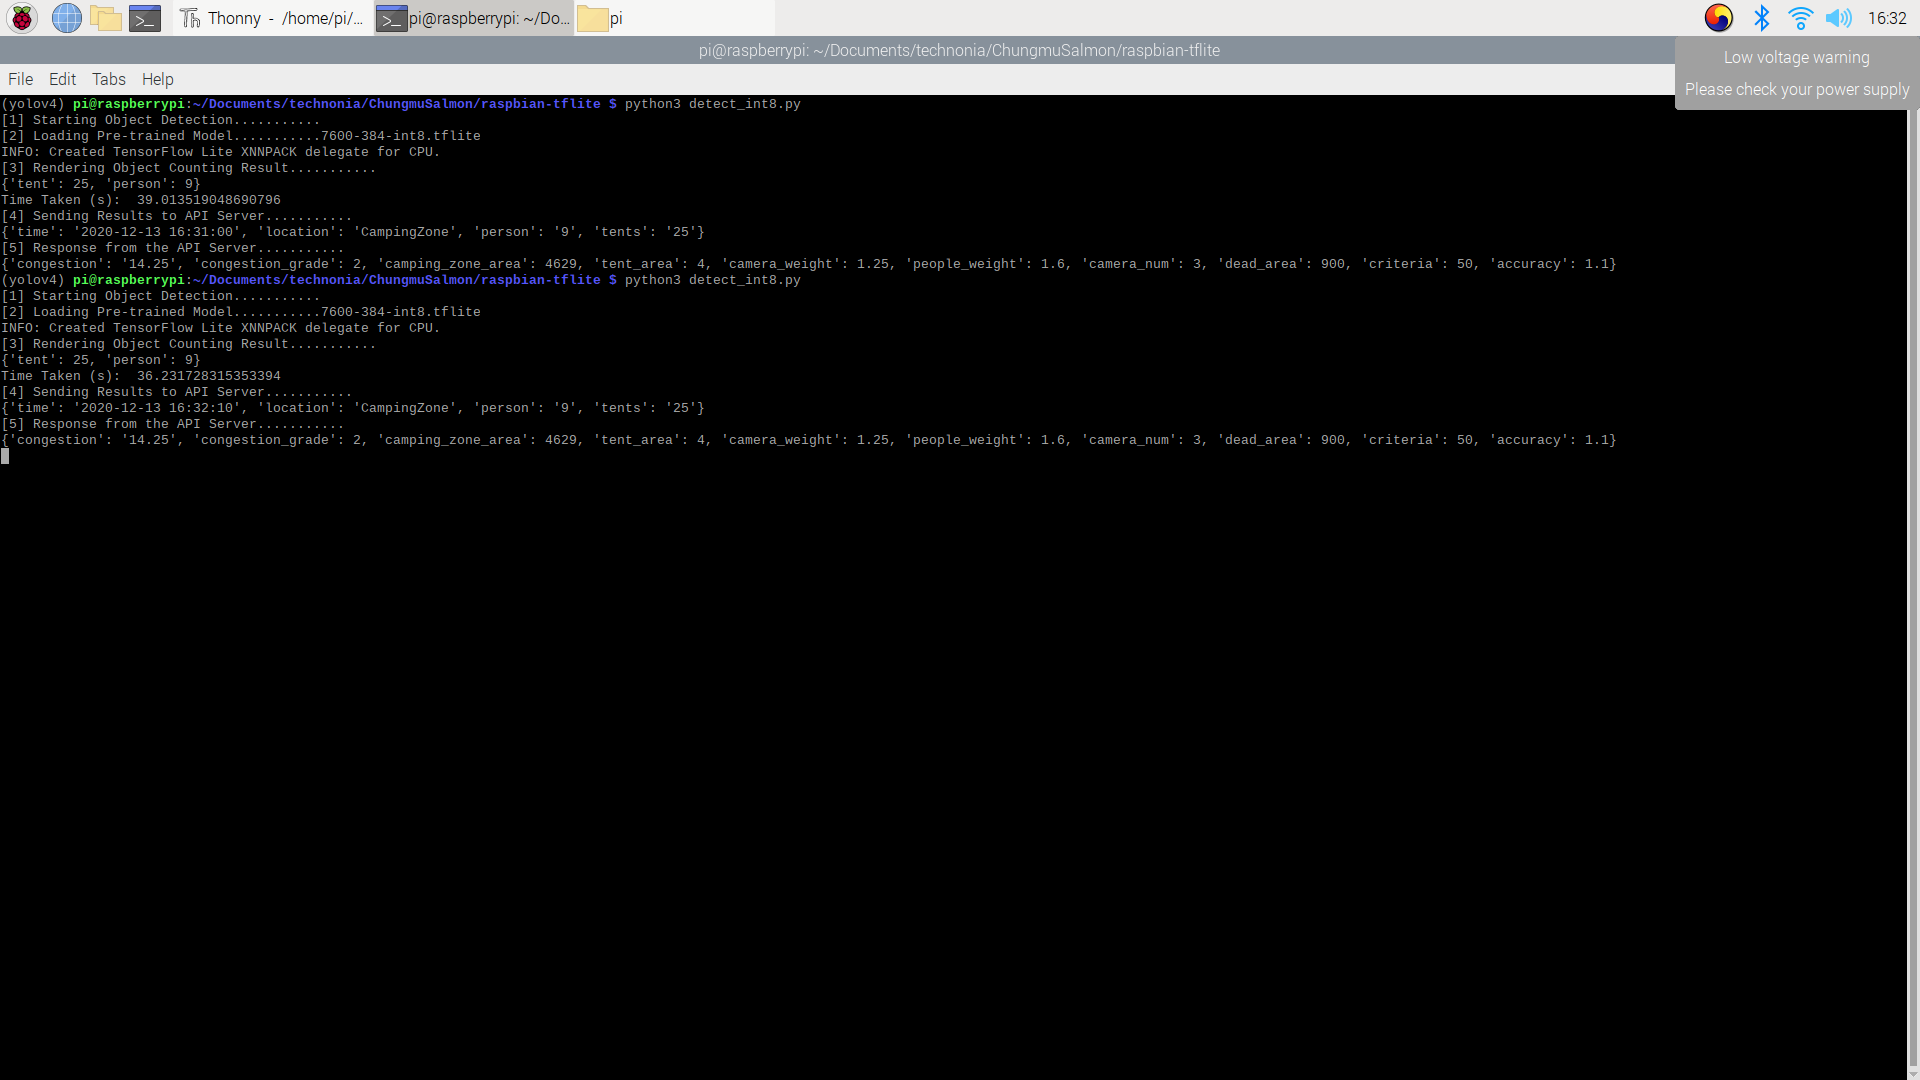 Thonny - /home/pi/... pi@raspberrypi: ~/Do... pi 16:32
pi@raspberrypi: ~/Documents/technonia/ChungmuSalmon/raspbian-tflite
Low voltage warning
Please check your power supply
File Edit Tabs Help
(yolov4) pi@raspberrypi:~/Documents/technonia/ChungmuSalmon/raspbian-tflite $ python3 detect_int8.py
[1] Starting Object Detection...........
[2] Loading Pre-trained Model...........7600-384-int8.tflite
INFO: Created TensorFlow Lite XNNPACK delegate for CPU.
[3] Rendering Object Counting Result...........
{'tent': 25, 'person': 9}
Time Taken (s):  39.013519048690796
[4] Sending Results to API Server...........
{'time': '2020-12-13 16:31:00', 'location': 'CampingZone', 'person': '9', 'tents': '25'}
[5] Response from the API Server...........
{'congestion': '14.25', 'congestion_grade': 2, 'camping_zone_area': 4629, 'tent_area': 4, 'camera_weight': 1.25, 'people_weight': 1.6, 'camera_num': 3, 'dead_area': 900, 'criteria': 50, 'accuracy': 1.1}
(yolov4) pi@raspberrypi:~/Documents/technonia/ChungmuSalmon/raspbian-tflite $ python3 detect_int8.py
[1] Starting Object Detection...........
[2] Loading Pre-trained Model...........7600-384-int8.tflite
INFO: Created TensorFlow Lite XNNPACK delegate for CPU.
[3] Rendering Object Counting Result...........
{'tent': 25, 'person': 9}
Time Taken (s):  36.231728315353394
[4] Sending Results to API Server...........
{'time': '2020-12-13 16:32:10', 'location': 'CampingZone', 'person': '9', 'tents': '25'}
[5] Response from the API Server...........
{'congestion': '14.25', 'congestion_grade': 2, 'camping_zone_area': 4629, 'tent_area': 4, 'camera_weight': 1.25, 'people_weight': 1.6, 'camera_num': 3, 'dead_area': 900, 'criteria': 50, 'accuracy': 1.1}